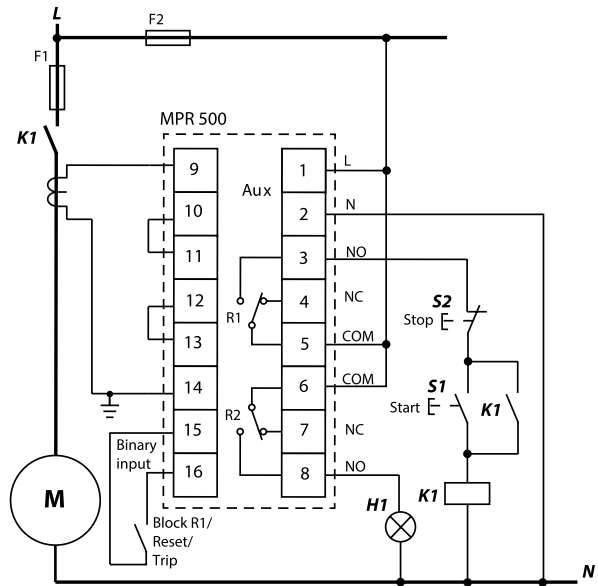 L
F2
F1
K1
MPR 500
9
1
L
Aux
10
2
N
11
3
NO
12
4
NC
R1
S2
Stop
13
5
COM
14
6
COM
S1
Start
K1
15
R2
7
NC
Binary
input
16
8
NO
M
H1
K1
Block R1/
Reset/
Trip
N